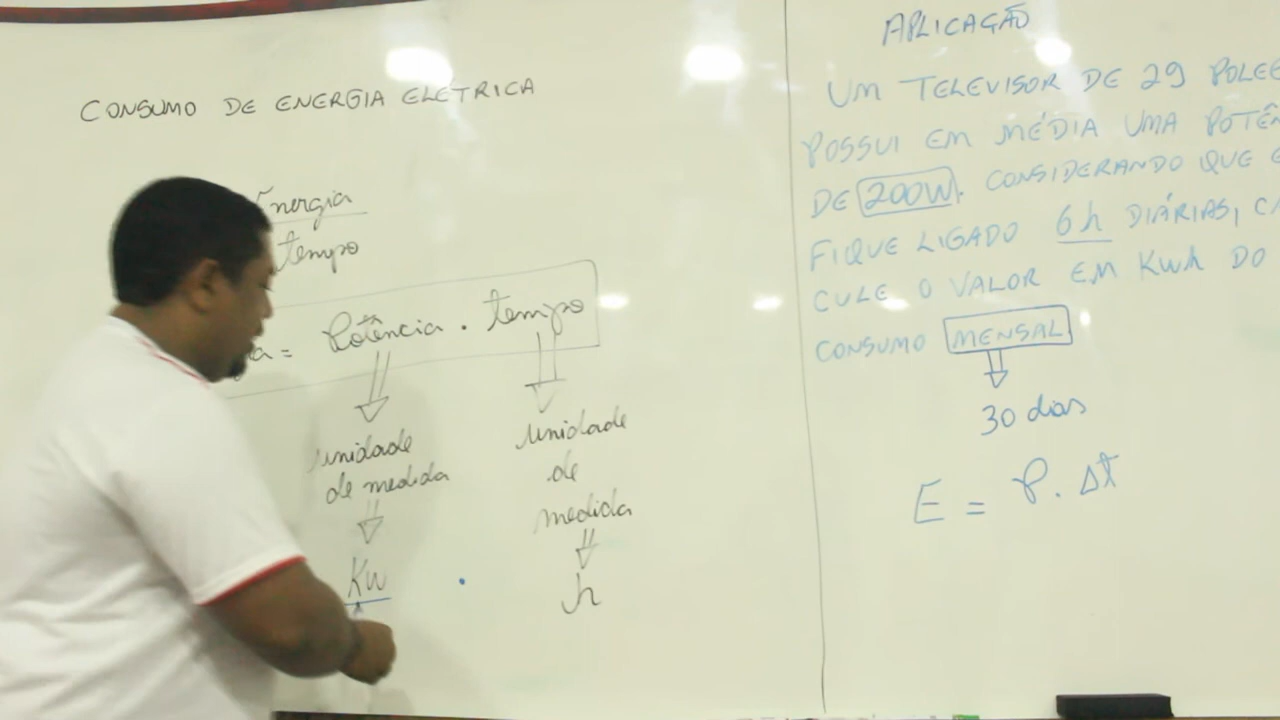 CONSUMO DE ENERGIA ELÉTRICA
Energia
tempo
= Potência . tempo
unidade
de medida
Kw
unidade
de
medida
.
h
APLICAÇÃO
UM TELEVISOR DE 29
POSSUI EM MÉDIA UMA
DE 200W. CONSIDERANDO QUE
FIQUE LIGADO 6h DIÁRIAS,
CULE O VALOR EM KWh DO
CONSUMO MENSAL
30 dias
E = P. Δt